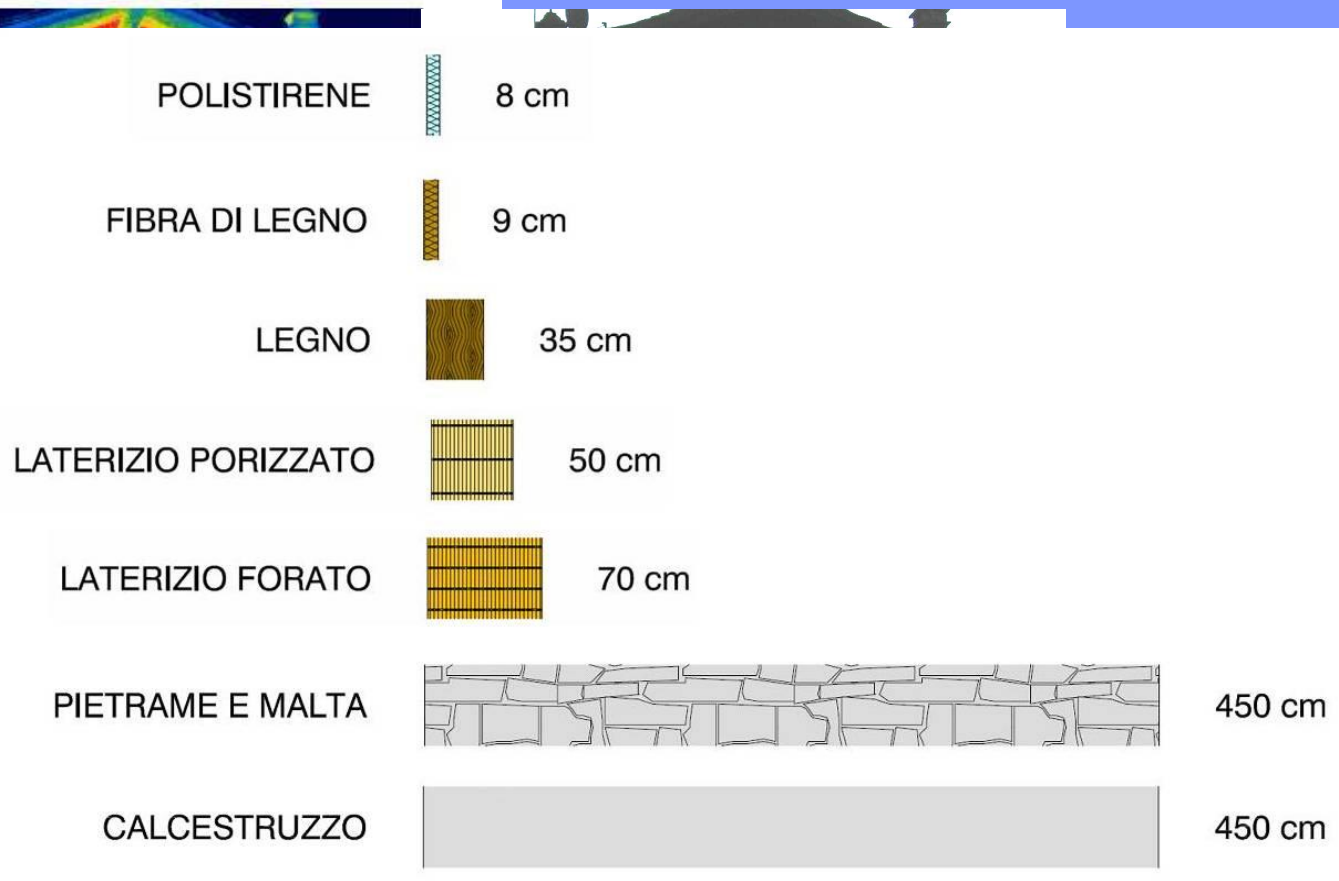 POLISTIRENE 8 cm
FIBRA DI LEGNO 9 cm
LEGNO 35 cm
LATERIZIO PORIZZATO 50 cm
LATERIZIO FORATO 70 cm
PIETRAME E MALTA 450 cm
CALCESTRUZZO 450 cm